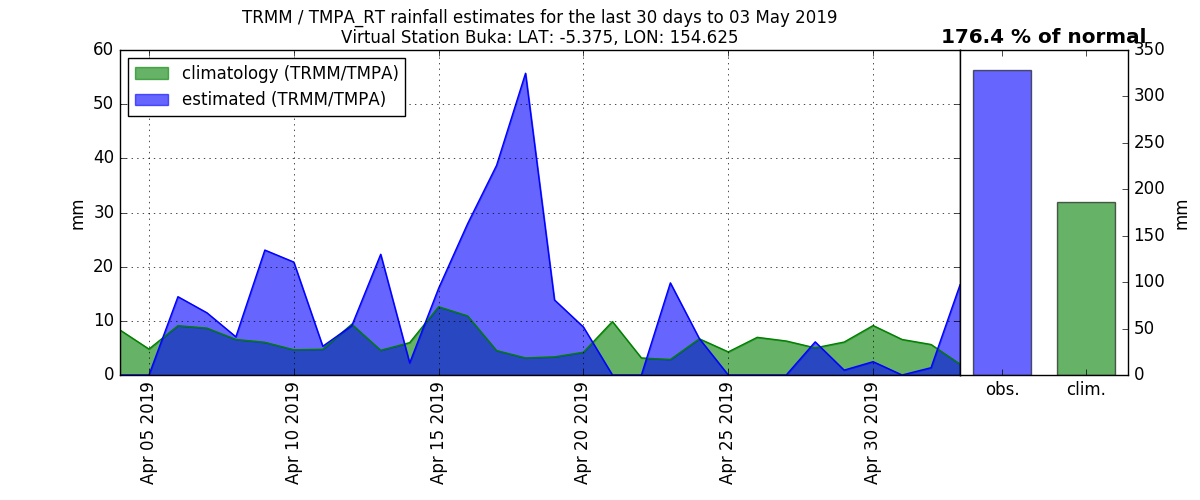 TRMM / TMPA_RT rainfall estimates for the last 30 days to 03 May 2019
Virtual Station Buka: LAT: -5.375, LON: 154.625
176.4 % of normal
climatology (TRMM/TMPA)
estimated (TRMM/TMPA)
60
50
40
30
20
10
0
mm
Apr 05 2019
Apr 10 2019
Apr 15 2019
Apr 20 2019
Apr 25 2019
Apr 30 2019
350
300
250
200
150
100
50
0
mm
obs.
clim.